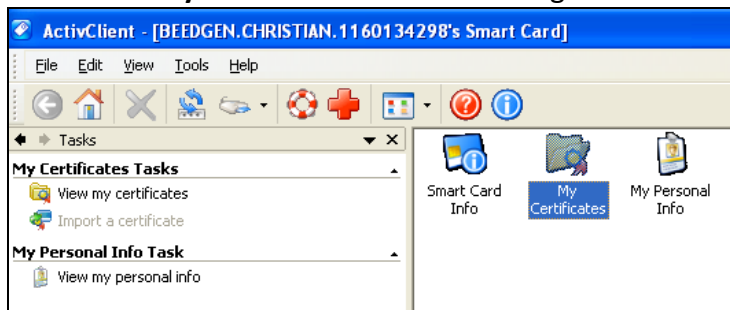 ActivClient - [BEEDGEN.CHRISTIAN.1160134298's Smart Card]
File Edit View Tools Help
Tasks
My Certificates Tasks
View my certificates
Import a certificate
My Personal Info Task
View my personal info
Smart Card Info
My Certificates
My Personal Info